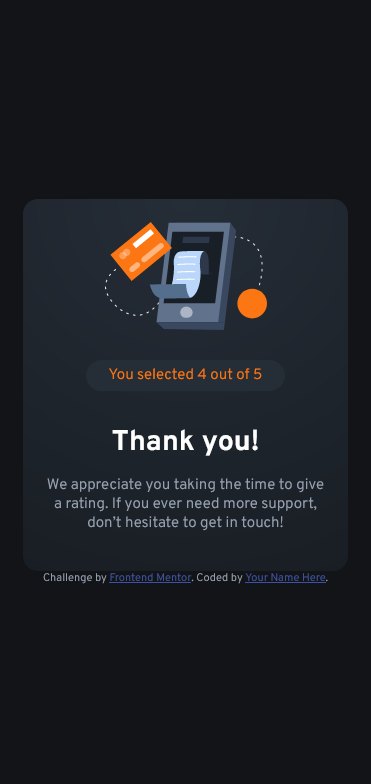 You selected 4 out of 5
Thank you!
We appreciate you taking the time to give
a rating. If you ever need more support,
don’t hesitate to get in touch!
Challenge by Frontend Mentor. Coded by Your Name Here.